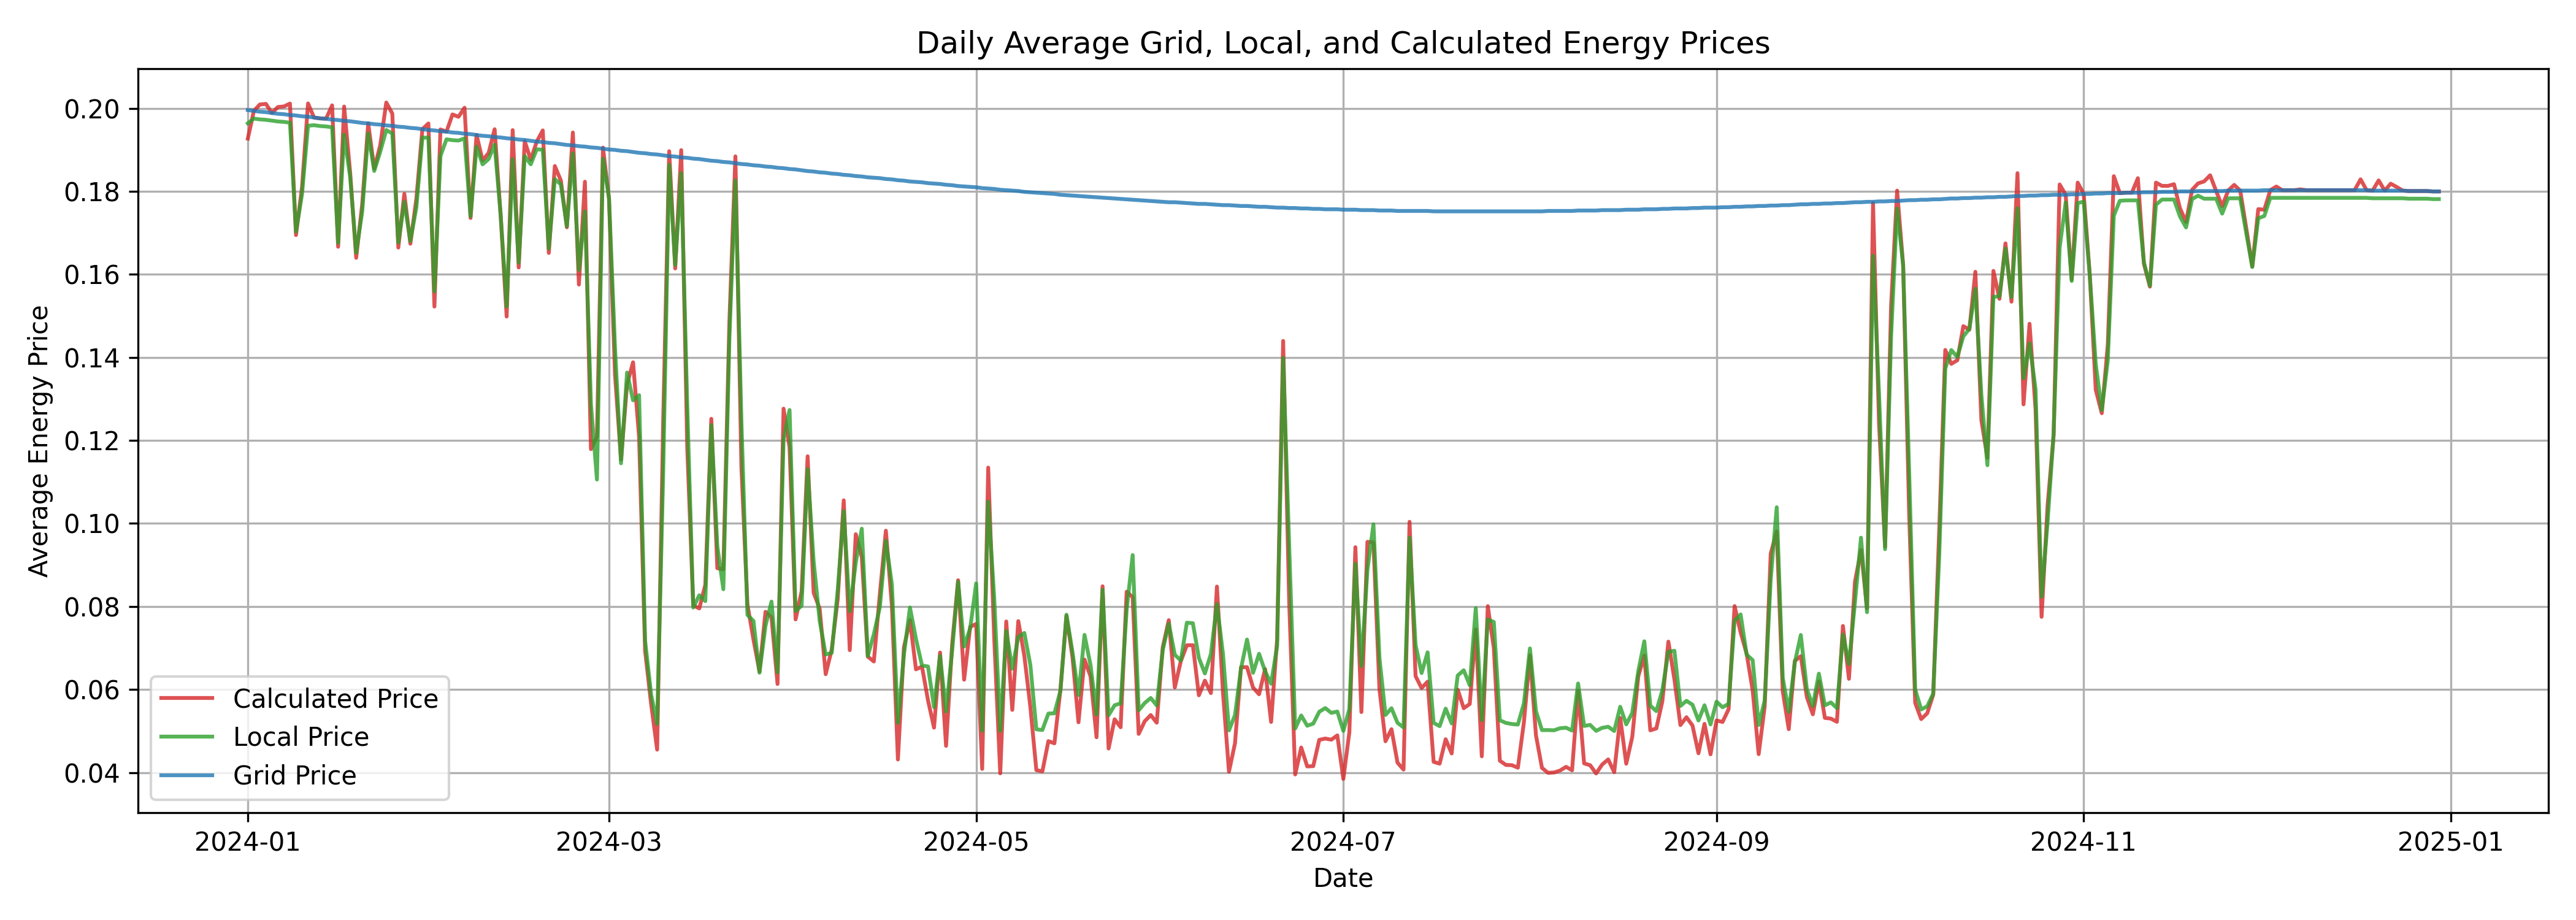 Daily Average Grid, Local, and Calculated Energy Prices
Average Energy Price
0.20
0.18
0.16
0.14
0.12
0.10
0.08
0.06
0.04
Calculated Price
Local Price
Grid Price
2024-01 2024-03 2024-05 2024-07 2024-09 2024-11 2025-01
Date